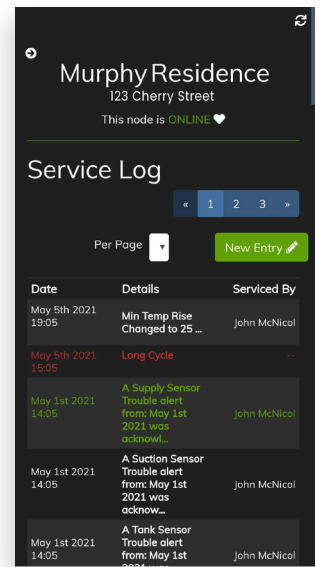 Murphy Residence
123 Cherry Street
This node is ONLINE
Service Log
« 1 2 3 »
Per Page
New Entry
Date Details Serviced By
May 5th 2021
19:05
Min Temp Rise
Changed to 25 ...
John McNicol
May 5th 2021
15:05
Long Cycle
--
May 1st 2021
14:05
A Supply Sensor
Trouble alert
from: May 1st
2021 was
acknowl...
John McNicol
May 1st 2021
14:05
A Suction Sensor
Trouble alert
from: May 1st
2021 was
acknow...
John McNicol
May 1st 2021
14:05
A Tank Sensor
Trouble alert
from: May 1st
2021 was
John McNicol